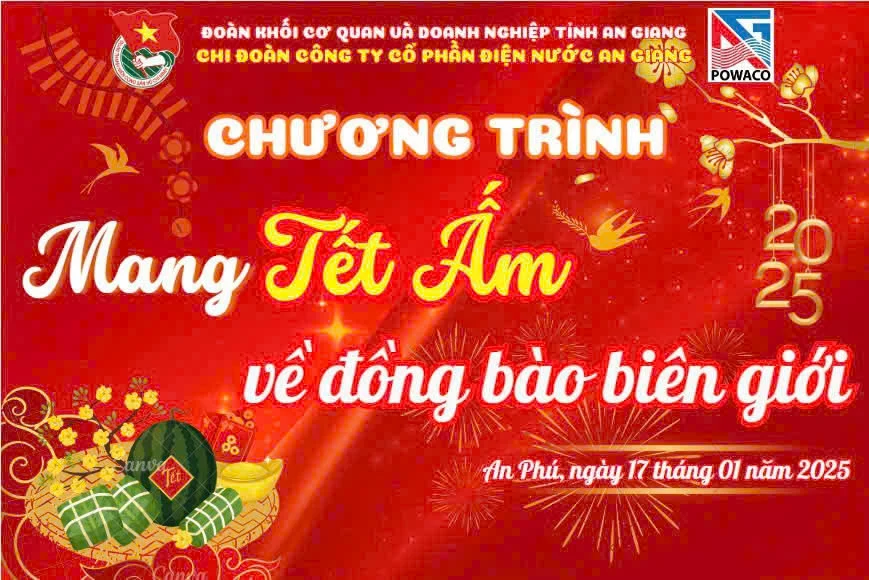 ĐOÀN KHỐI CƠ QUAN VÀ DOANH NGHIỆP TỈNH AN GIANG
CHI ĐOÀN CÔNG TY CỔ PHẦN ĐIỆN NƯỚC AN GIANG
POWACO
CHƯƠNG TRÌNH
Mang Tết Ấm
2025
về đồng bào biên giới
An Phú, ngày 17 tháng 01 năm 2025
Canva
Tết
Canva